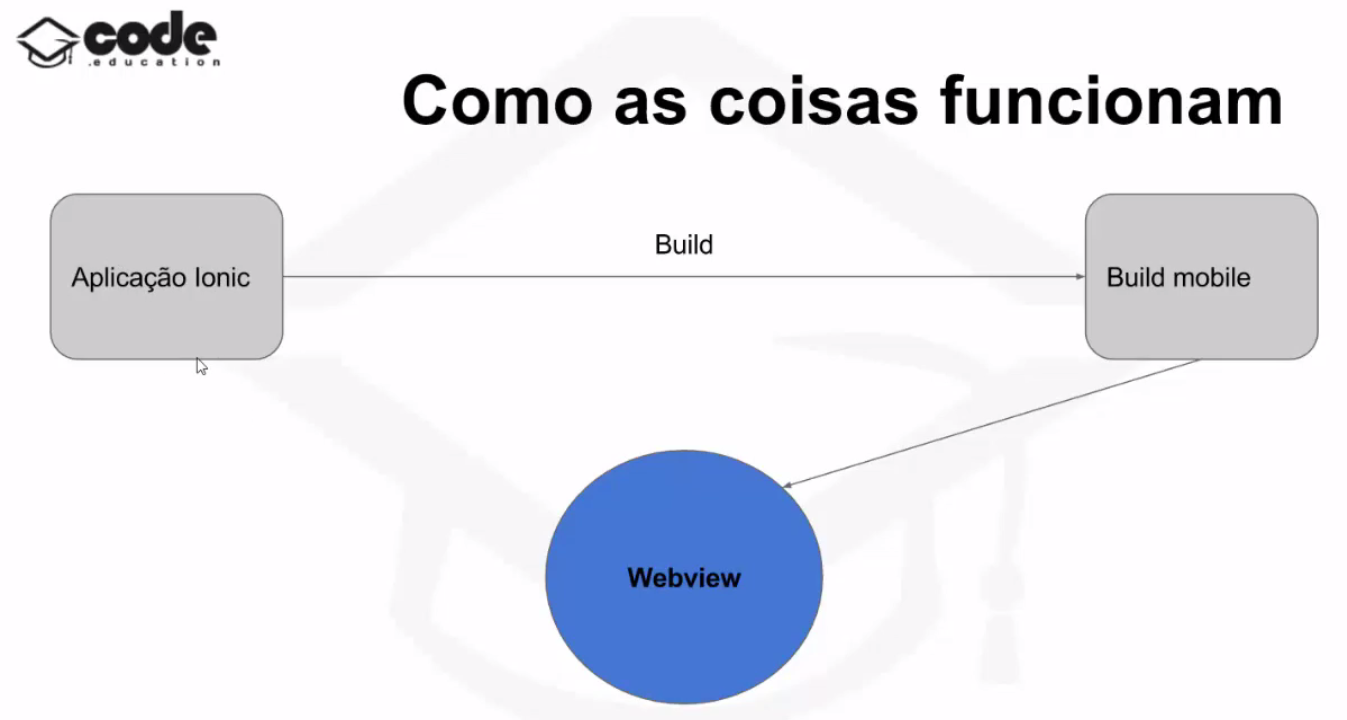 code
.education
Como as coisas funcionam
Build
Aplicação Ionic
Build mobile
Webview